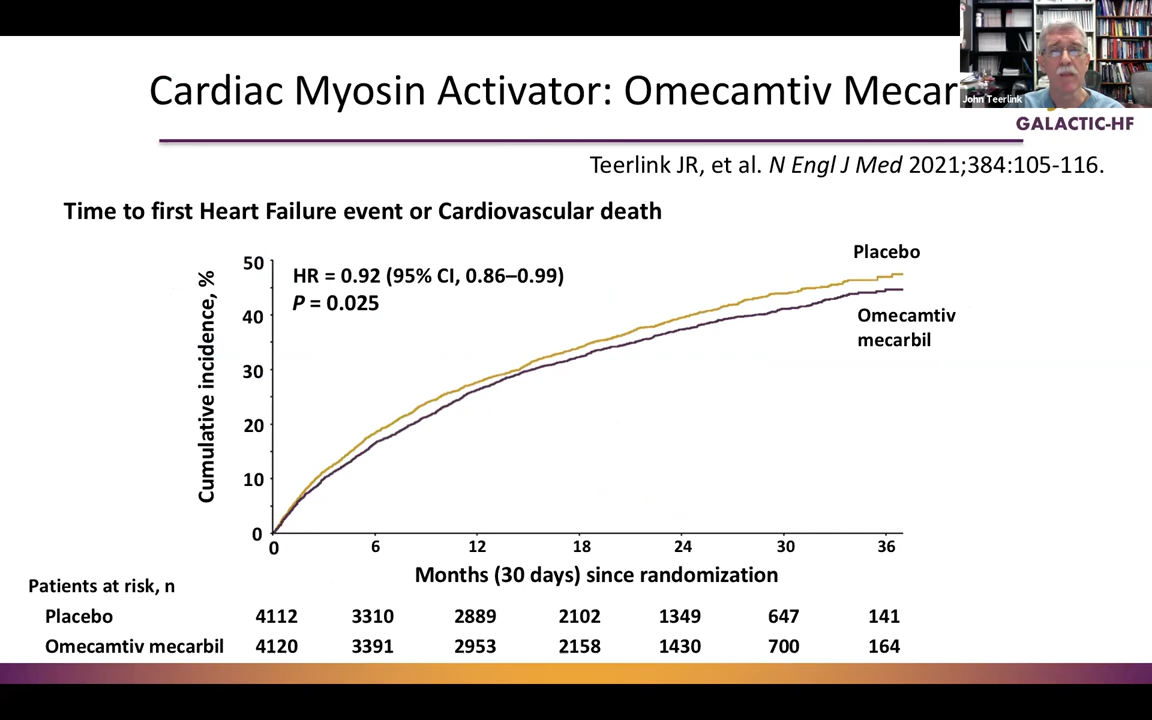 Cardiac Myosin Activator: Omecamtiv Mecar
John Teerlink
GALACTIC-HF
Teerlink JR, et al. N Engl J Med 2021;384:105-116.
Time to first Heart Failure event or Cardiovascular death
Cumulative incidence, %
50
40
30
20
10
0
HR = 0.92 (95% CI, 0.86–0.99)
P = 0.025
Placebo
Omecamtiv
mecarbil
0 6 12 18 24 30 36
Months (30 days) since randomization
Patients at risk, n
Placebo 4112 3310 2889 2102 1349 647 141
Omecamtiv mecarbil 4120 3391 2953 2158 1430 700 164